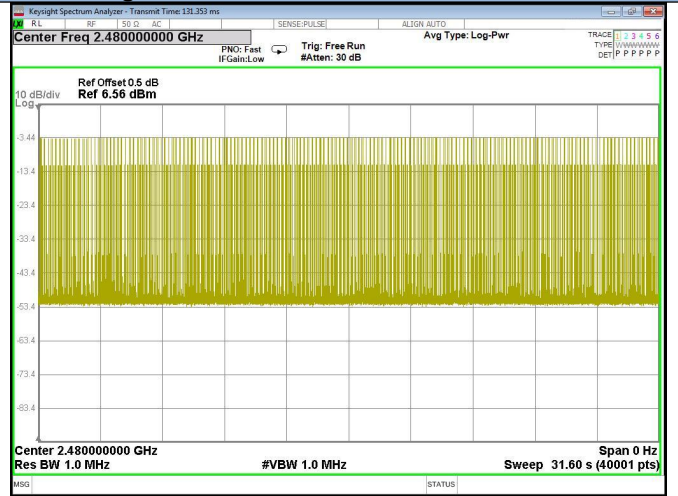 Keysight Spectrum Analyzer - Transmit Time: 131.353 ms
LXI RL RF 50 Ω AC SENSE:PULSE ALIGN AUTO
Center Freq 2.480000000 GHz Avg Type: Log-Pwr TRACE 1 2 3 4 5 6
PNO: Fast Trig: Free Run TYPE WWWWWW
IFGain:Low #Atten: 30 dB DET P P P P P P
Ref Offset 0.5 dB
10 dB/div Ref 6.56 dBm
Log
-3.44
-13.4
-23.4
-33.4
-43.4
-53.4
-63.4
-73.4
-83.4
Center 2.480000000 GHz Span 0 Hz
Res BW 1.0 MHz #VBW 1.0 MHz Sweep 31.60 s (40001 pts)
MSG STATUS